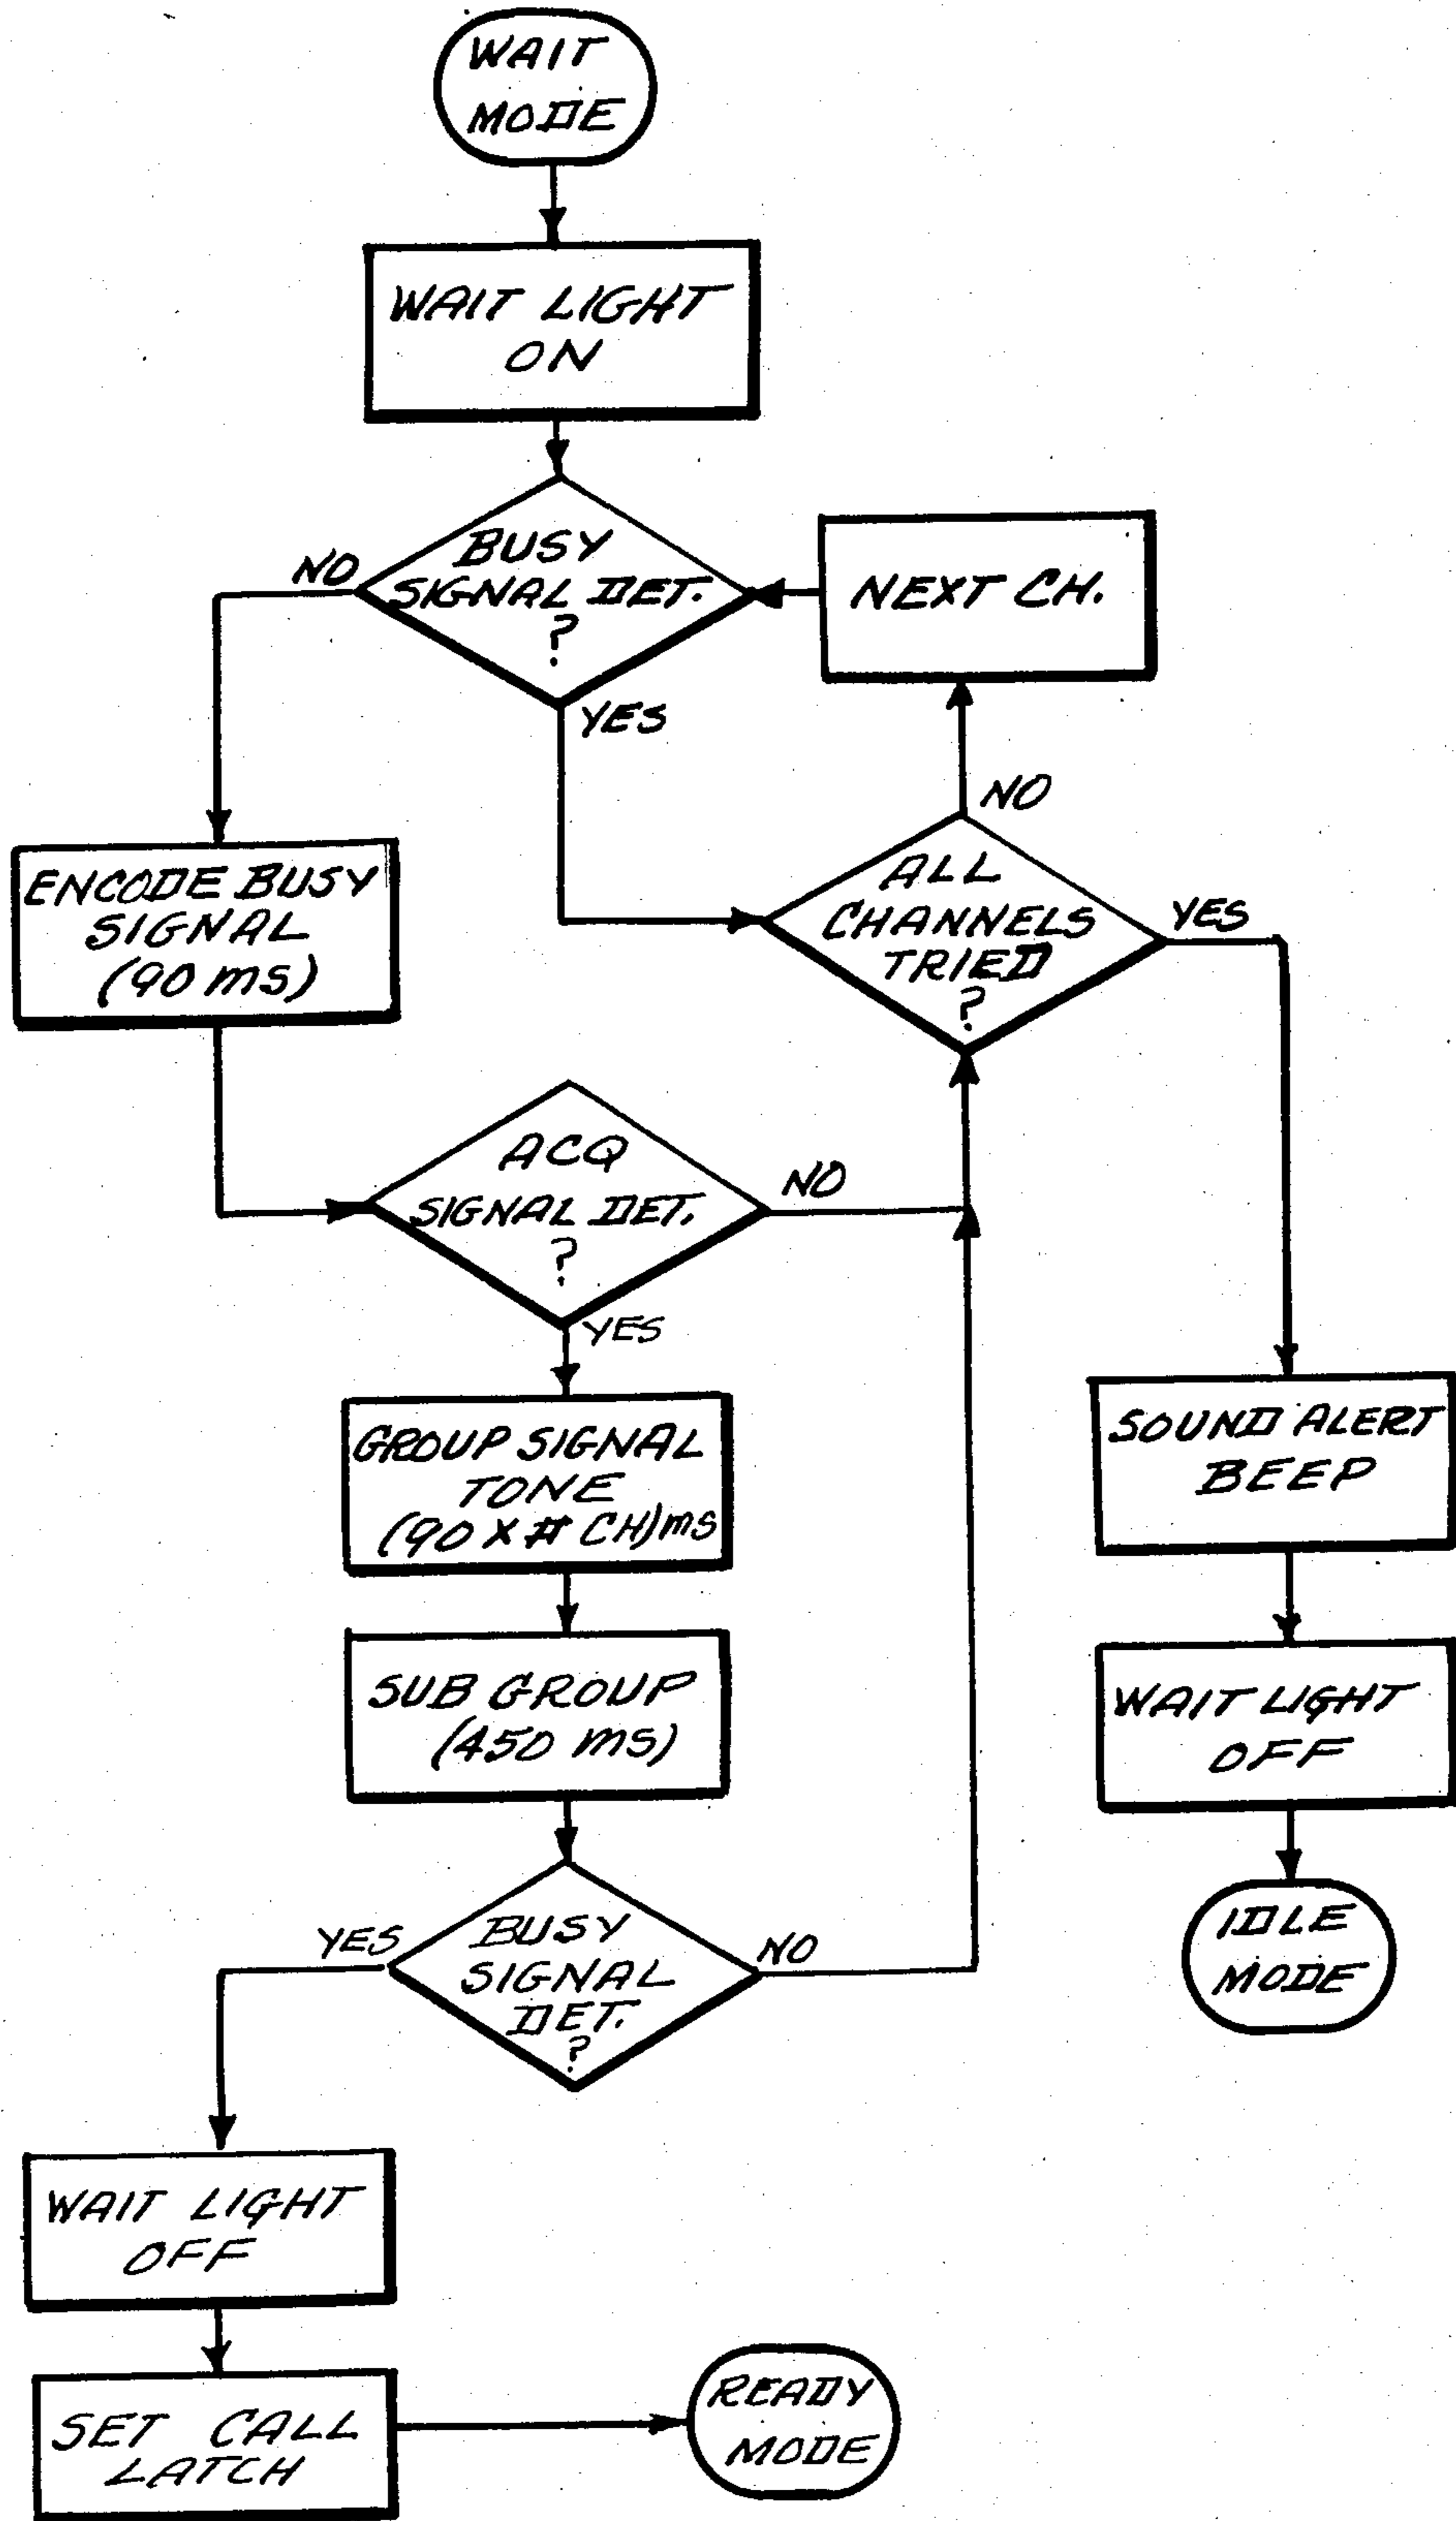 WAIT
MODE
WAIT LIGHT
ON
BUSY
SIGNAL DET.
?
NO
YES
NEXT CH.
NO
ALL
CHANNELS
TRIED
?
YES
ENCODE BUSY
SIGNAL
(90 ms)
ACQ
SIGNAL DET.
?
NO
YES
GROUP SIGNAL
TONE
(90 X # CH)ms
SUB GROUP
(450 ms)
BUSY
SIGNAL
DET.
?
YES
NO
SOUND ALERT
BEEP
WAIT LIGHT
OFF
IDLE
MODE
WAIT LIGHT
OFF
SET CALL
LATCH
READY
MODE